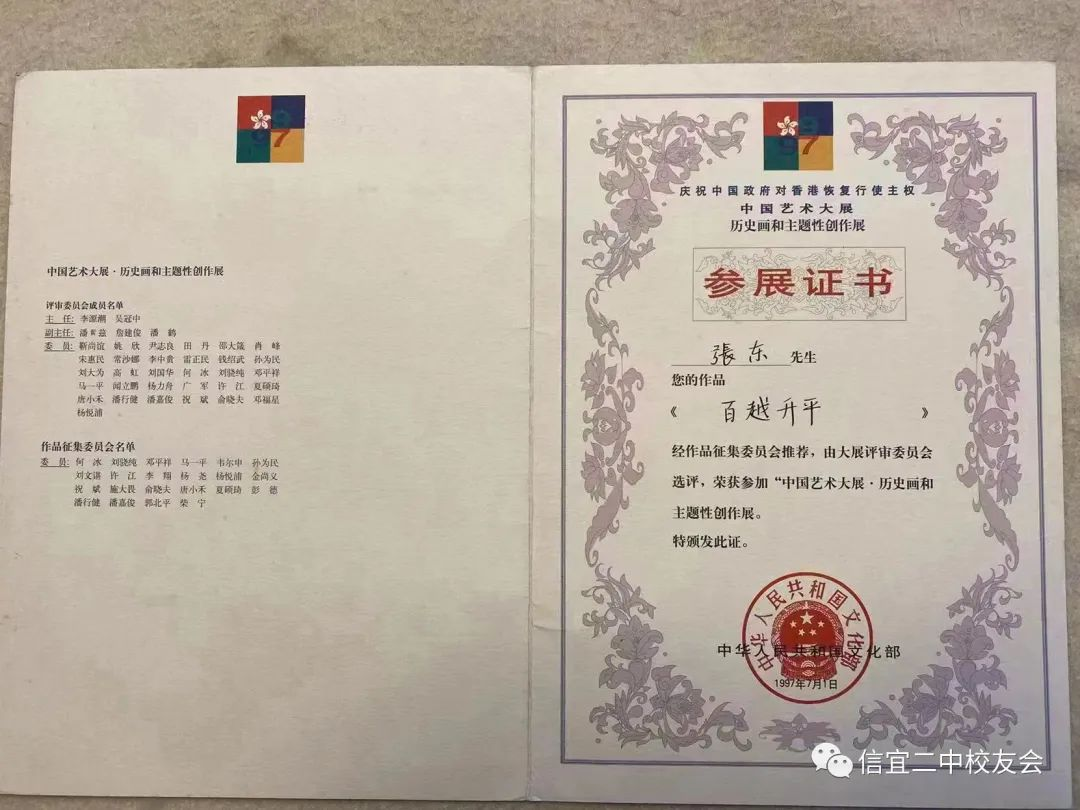 97
中国艺术大展·历史画和主题性创作展
评审委员会成员名单
主 任: 李源潮 吴冠中
副主任: 潘震兹 詹建俊 潘 鹤
委 员: 靳尚谊 姚 欣 尹志良 田 丹 邵大箴 肖 峰
宋惠民 常沙娜 李中贵 雷正民 钱绍武 孙为民
刘大为 高 虹 刘国华 何 冰 刘骁纯 邓平祥
马一平 闻立鹏 杨力舟 广 军 许 江 夏硕琦
唐小禾 潘行健 潘嘉俊 祝 斌 俞晓夫 邓福星
杨悦浦
作品征集委员会名单
委 员: 何 冰 刘骁纯 邓平祥 马一平 韦尔申 孙为民
刘文湛 许 江 李 翔 杨 尧 杨悦浦 金尚义
祝 斌 施大畏 俞晓夫 唐小禾 夏硕琦 彭 德
潘行健 潘嘉俊 郭北平 柴 宁
97
庆祝中国政府对香港恢复行使主权
中国艺术大展
历史画和主题性创作展
参展证书
張东 先生
您的作品
《 百越升平 》
经作品征集委员会推荐，由大展评审委员会
选评，荣获参加“中国艺术大展·历史画和
主题性创作展。
特颁发此证。
中华人民共和国文化部
中华人民共和国文化部
1997年7月1日
信宜二中校友会